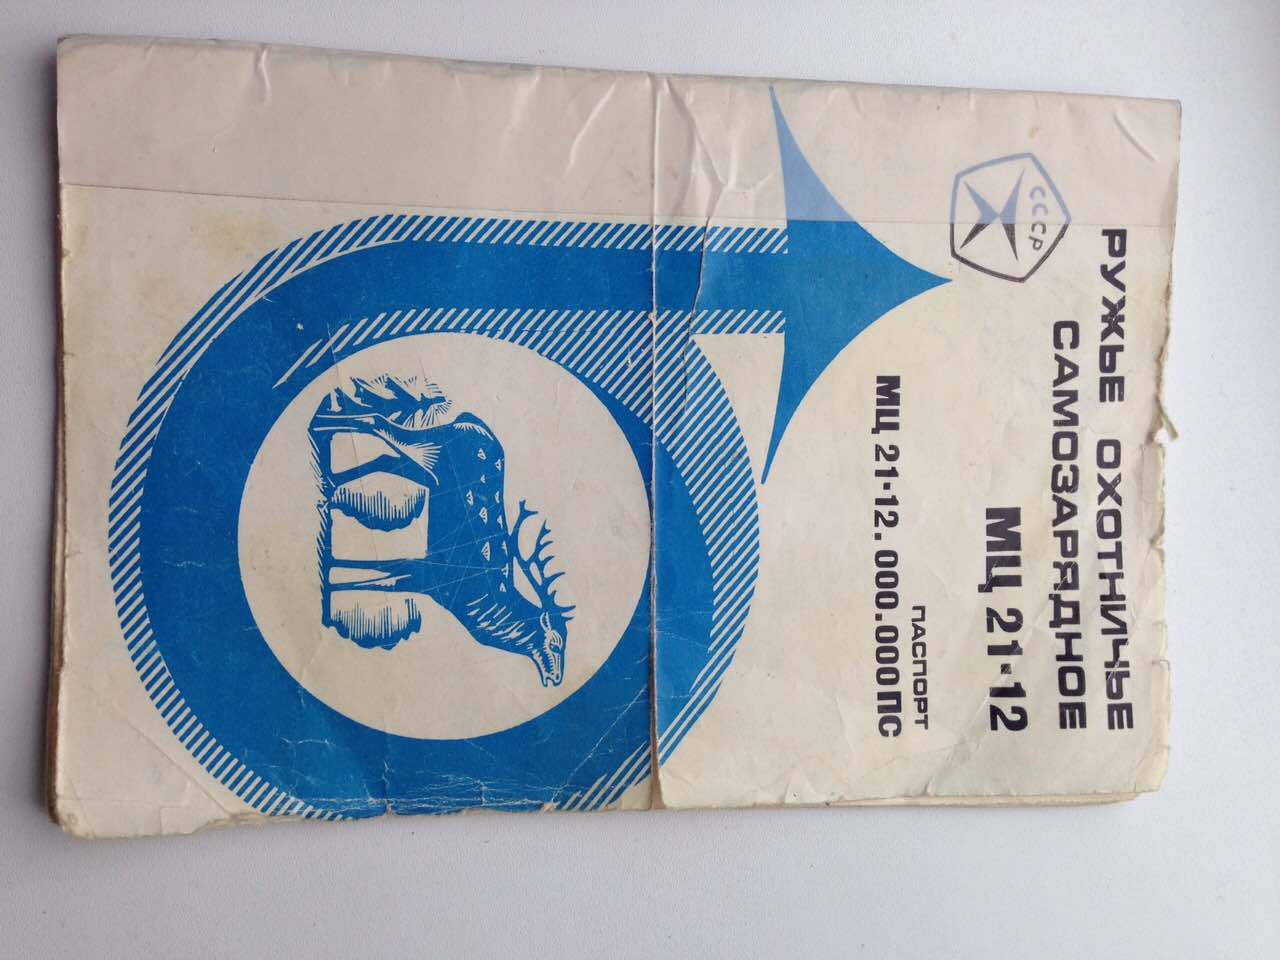 СССР
РУЖЬЕ ОХОТНИЧЬЕ
САМОЗАРЯДНОЕ
МЦ 21-12
ПАСПОРТ
МЦ 21-12. 000. 000ПС